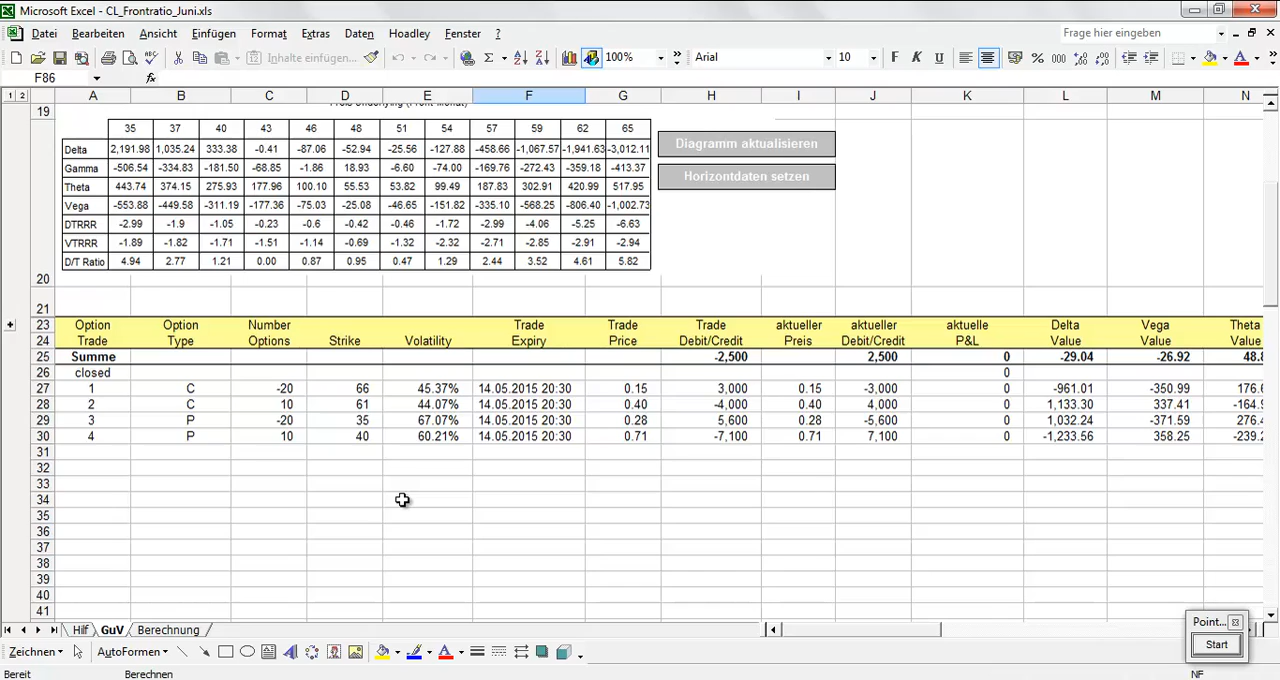 Microsoft Excel - CL_Frontratio_Juni.xls
Datei Bearbeiten Ansicht Einfügen Format Extras Daten Hoadley Fenster ? Frage hier eingeben
Inhalte einfügen... 100% Arial 10 F K U
F86 fx
1 2 A B C D E F G H I J K L M N
19
35 37 40 43 46 48 51 54 57 59 62 65
Delta 2,191.98 1,035.24 333.38 -0.41 -87.06 -52.94 -25.56 -127.88 -458.66 -1,067.57 -1,941.63 -3,012.11
Gamma -506.54 -334.83 -181.50 -68.85 -1.86 18.93 -6.60 -74.00 -169.76 -272.43 -359.18 -413.37
Theta 443.74 374.15 275.93 177.96 100.10 55.53 53.82 99.49 187.83 302.91 420.99 517.95
Vega -553.88 -449.58 -311.19 -177.36 -75.03 -25.08 -46.65 -151.82 -335.10 -568.25 -806.40 -1,002.73
DTRRR -2.99 -1.9 -1.05 -0.23 -0.6 -0.42 -0.46 -1.72 -2.99 -4.06 -5.25 -6.63
VTRRR -1.89 -1.82 -1.71 -1.51 -1.14 -0.69 -1.32 -2.32 -2.71 -2.85 -2.91 -2.94
D/T Ratio 4.94 2.77 1.21 0.00 0.87 0.95 0.47 1.29 2.44 3.52 4.61 5.82
Diagramm aktualisieren
Horizontdaten setzen
20
21
23 Option Option Number Trade Trade Trade aktueller aktueller aktuelle Delta Vega Theta
24 Trade Type Options Strike Volatility Expiry Price Debit/Credit Preis Debit/Credit P&L Value Value Value
25 Summe -2,500 2,500 0 -29.04 -26.92 48.8
26 closed 0
27 1 C -20 66 45.37% 14.05.2015 20:30 0.15 3,000 0.15 -3,000 0 -961.01 -350.99 176.6
28 2 C 10 61 44.07% 14.05.2015 20:30 0.40 -4,000 0.40 4,000 0 1,133.30 337.41 -164.9
29 3 P -20 35 67.07% 14.05.2015 20:30 0.28 5,600 0.28 -5,600 0 1,032.24 -371.59 276.4
30 4 P 10 40 60.21% 14.05.2015 20:30 0.71 -7,100 0.71 7,100 0 -1,233.56 358.25 -239.2
31
32
33
34
35
36
37
38
39
40
41
Hilf GuV Berechnung
Point...
Start
Zeichnen AutoFormen
Bereit Berechnen NF